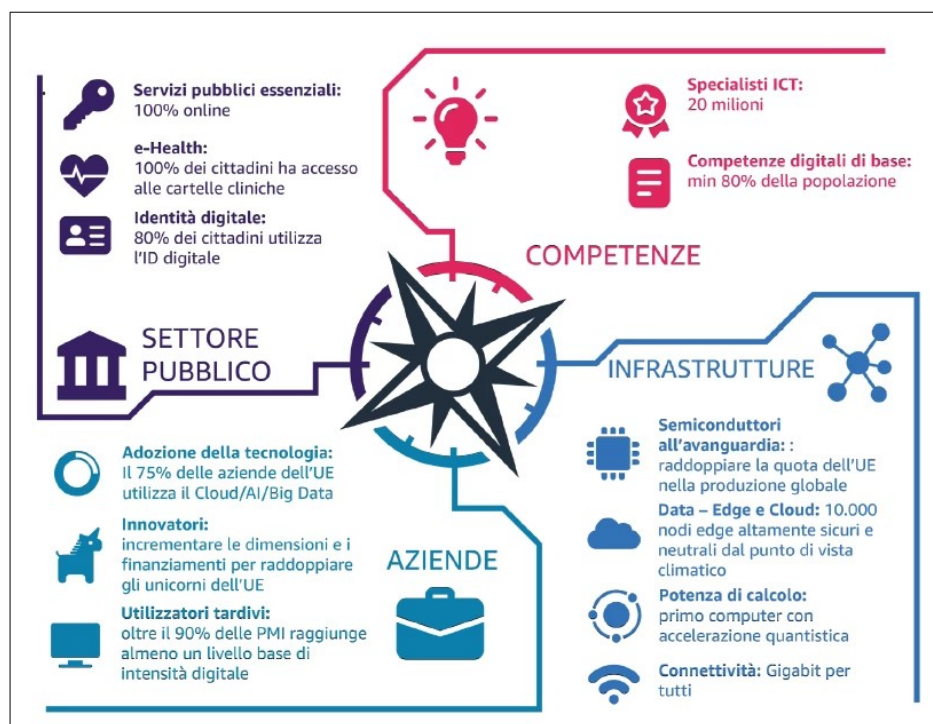 Servizi pubblici essenziali:
100% online
e-Health:
100% dei cittadini ha accesso
alle cartelle cliniche
Identità digitale:
80% dei cittadini utilizza
l'ID digitale
SETTORE
PUBBLICO
Specialisti ICT:
20 milioni
Competenze digitali di base:
min 80% della popolazione
COMPETENZE
INFRASTRUTTURE
Semiconduttori
all'avanguardia: :
raddoppiare la quota dell'UE
nella produzione globale
Data – Edge e Cloud: 10.000
nodi edge altamente sicuri e
neutrali dal punto di vista
climatico
Potenza di calcolo:
primo computer con
accelerazione quantistica
Connettività: Gigabit per
tutti
Adozione della tecnologia:
Il 75% delle aziende dell'UE
utilizza il Cloud/AI/Big Data
Innovatori:
incrementare le dimensioni e i
finanziamenti per raddoppiare
gli unicorni dell'UE
Utilizzatori tardivi:
oltre il 90% delle PMI raggiunge
almeno un livello base di
intensità digitale
AZIENDE